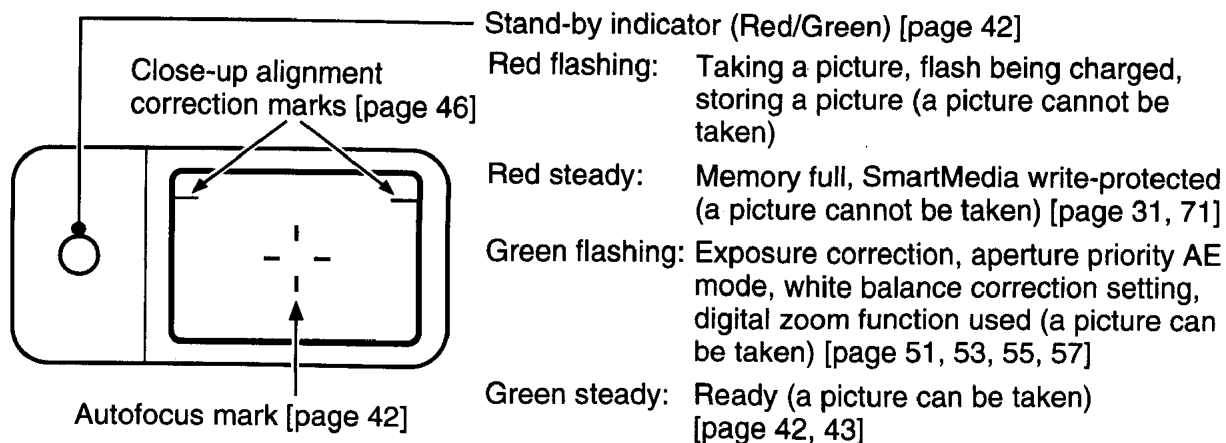 Stand-by indicator (Red/Green) [page 42]
Close-up alignment
correction marks [page 46]
Red flashing: Taking a picture, flash being charged,
storing a picture (a picture cannot be
taken)
Red steady: Memory full, SmartMedia write-protected
(a picture cannot be taken) [page 31, 71]
Green flashing: Exposure correction, aperture priority AE
mode, white balance correction setting,
digital zoom function used (a picture can
be taken) [page 51, 53, 55, 57]
Green steady: Ready (a picture can be taken)
[page 42, 43]
Autofocus mark [page 42]